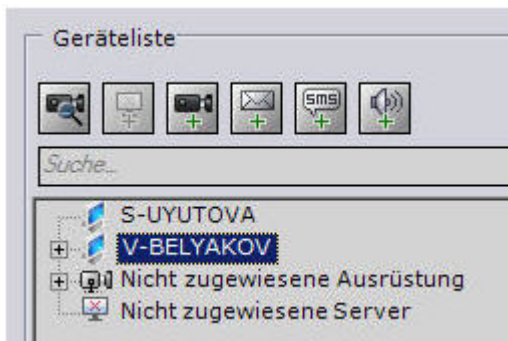 Geräteliste
sms
Suche...
S-UYUTOVA
V-BELYAKOV
Nicht zugewiesene Ausrüstung
Nicht zugewiesene Server